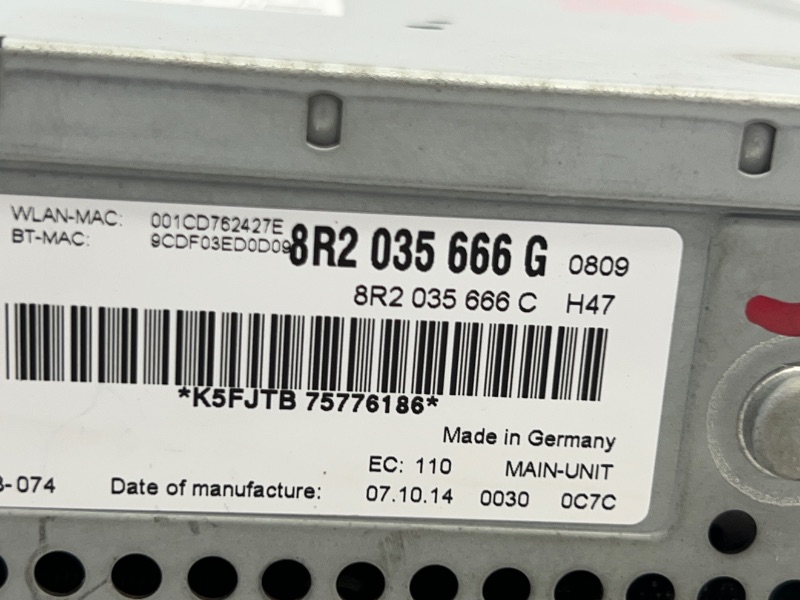 WLAN-MAC: 001CD762427E
BT-MAC: 9CDF03ED0D09
8R2 035 666 G 0809
8R2 035 666 C H47
*K5FJTB 75776186*
Made in Germany
EC: 110 MAIN-UNIT
-074 Date of manufacture: 07.10.14 0030 0C7C